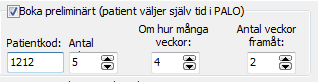 Boka preliminärt (patient väljer själv tid i PALO)
Om hur många Antal veckor
Patientkod: Antal veckor: framåt:
1212 5 4 2